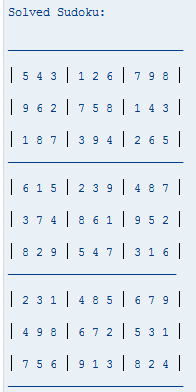 Solved Sudoku:
| 5 4 3 | 1 2 6 | 7 9 8 |
| 9 6 2 | 7 5 8 | 1 4 3 |
| 1 8 7 | 3 9 4 | 2 6 5 |
| 6 1 5 | 2 3 9 | 4 8 7 |
| 3 7 4 | 8 6 1 | 9 5 2 |
| 8 2 9 | 5 4 7 | 3 1 6 |
| 2 3 1 | 4 8 5 | 6 7 9 |
| 4 9 8 | 6 7 2 | 5 3 1 |
| 7 5 6 | 9 1 3 | 8 2 4 |